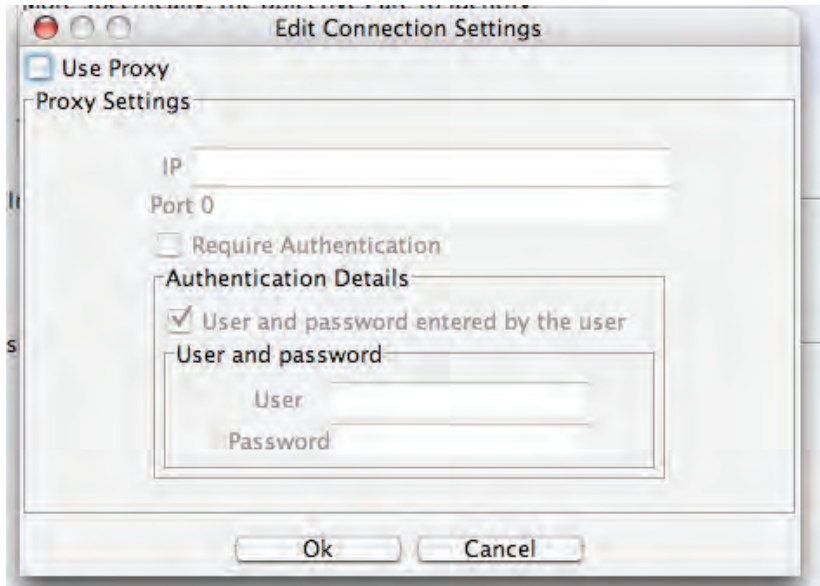 Edit Connection Settings
Use Proxy
Proxy Settings
IP
Port 0
Require Authentication
Authentication Details
User and password entered by the user
User and password
User
Password
Ok
Cancel